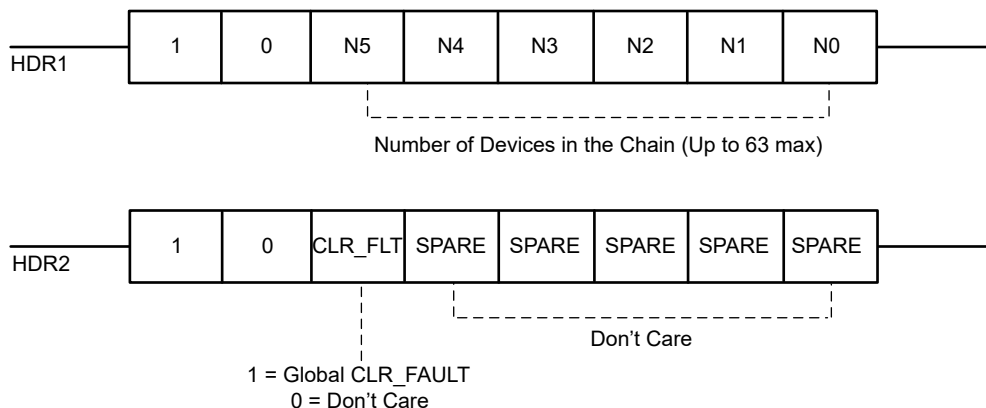 1 0 N5 N4 N3 N2 N1 N0
HDR1
Number of Devices in the Chain (Up to 63 max)
1 0 CLR_FLT SPARE SPARE SPARE SPARE SPARE
HDR2
Don't Care
1 = Global CLR_FAULT
0 = Don't Care